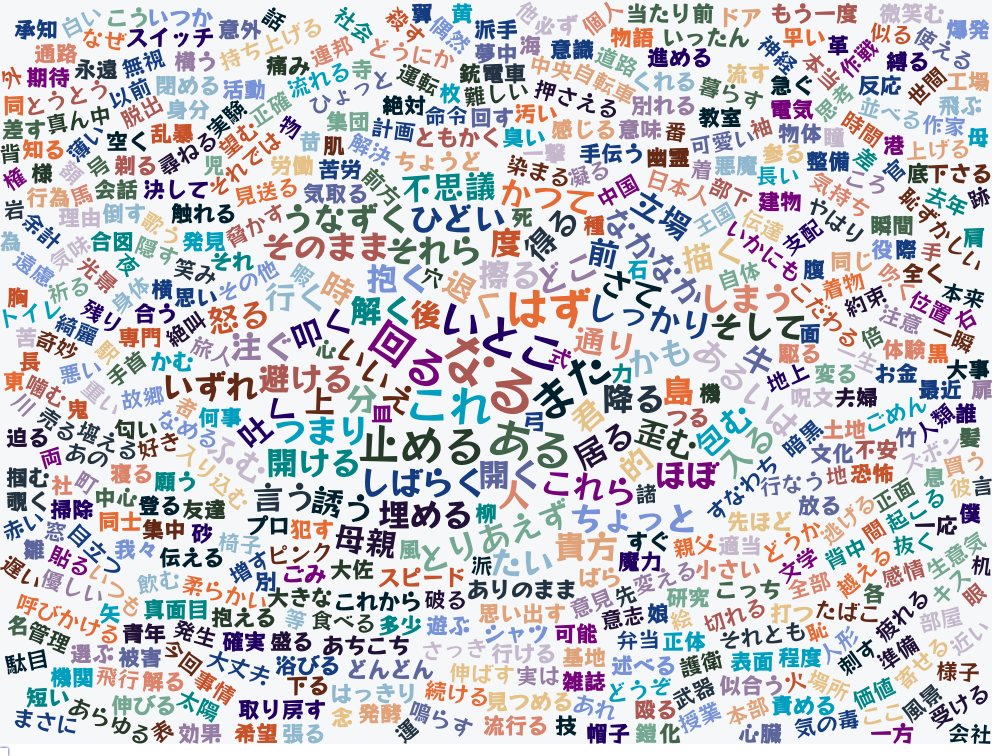 承知 白い こう いつか 意外 話 社会 殺す 翼 黄 偶然 派手 他 必ず 個人 当たり前 ドア もう一度 微笑む 爆発
なぜ スイッチ 持ち上げる 連邦 どうにか 夢中 海 意識 物語 いったん 早い 革 作戦 似る 使える
通路 横う 痛み 道路 進める 神経 本当 縛る 世間 工場
外 期待 永遠 無視 閉める 活動 流れる 寺 ひょっと 運転 銃 電車 中央 自転車 くれる 暮らす 流す 急ぐ 反応 飛ぶ
同 とうとう 以前 身分 絶対 枚 難しい 押さえる 別れる 教室 電気 思考 並べる
差す 真ん中 脱出 実験 正確 集団 計画 命令 回す 汚い 感じる 意味 番 可愛い 袖 物体 瞳 時間 作家 母
背 知る 薄い 空く 乱暴 尋ねる 望む 昔 肌 解決 ともかく 臭い 一撃 手伝う 幽霊 悪魔 参る 整備 差 港 上げる
権 様 号 剃る 児 それでは 労働 苦労 ちょうど 染まる 凝る 着 長い 官 底 下さる
行為 馬 会話 決して 見送る 気取る 前方 不思議 かつて 中国 日本人 部下 建物 気持ち ころ 去年 跡
岩 余計 理由 倒す 歌う 触れる 脅かす うなずく ひどい 死 得る 種 立場 王国 伝達 支配 やはり 瞬間 恥ずかしい 肩
為 気味 合図 隠す 発見 それ そのまま それら 度 なかなか 前 描く いかにも 腹 同じ 役 際 手
遠慮 光景 夜 笑み その他 暇 抱く 穴 退く 擦る どこ 石 さて 自体 着物 吹く 全く 本来
胸 祈る 身体 横 思い 行く 時 解く 後 いとこ はず しっかり しまう こだわる 約束 注意 位置 右
トイレ 綺麗 残り 合う 絶叫 怒る 叩く 回る 式 通り そして 面 倍 一瞬
苦 奇妙 駅 専門 旅人 注ぐ 心 いいえ なる また 力 かも ある 牛 駆る 一生 体験 黒
長 悪い 手首 かむ いずれ 避ける 分 皿 これ 弓 君 降る 島 機 地上 変る お金 大事
東 噛む 重い 故郷 者 何事 吐く 上 つまり 止める ある 居る 歪む つる 包む いは 呪文 夫婦 最近 扉
川 売る 鬼 堪える 匂い なめる ふむ 開ける しばらく 開く 的 ほぼ 入る 暗黒 土地 ごめん 人類 誰
迫る 両 あの 好き 入り込む 人 これら 諸 すなわち 文化 不安 竹 ズボン 髪
掴む 社 町 寝る 願う 言う 誘う 埋める 柳 ちょっと 行なう 地 恐怖 息 買う
覗く 掃除 中心 登る 友達 とりあえず 先ほど 放る 逃げる 正面 彼 言
赤い 窓 目立つ 同士 集中 砂 プロ 犯す 母親 風 貴方 すぐ 親父 適当 どうか 背中 間 起こる 一応 僕
雛 貼る 我々 伝える 椅子 ピンク 派 たい 魔力 小さい 文学 越える 抜く 生意気 机
遅い 優しい いつも 飲む 柔らかい 増す 別 ごみ 大佐 スピード ありのまま ばら 変える こっち 全部 各 感情 キス 眼
呼びかける 矢 真面目 抱える 大きな 等 食べる これから 多少 破る 思い出す 意見 先 研究 切れる 打つ たばこ 疲れる 部屋
名 管理 青年 発生 確実 盛る あちこち 遊ぶ シャツ 可能 意志 娘 絵 それとも 恥 人形 刺す 準備 近い
駄目 選ぶ 被害 今回 大丈夫 浴びる どんどん さっき 行ける 基地 弁当 正体 護衛 表面 程度 寄せる 様子
機関 飛行 解る 事情 下る 伸ばす 実は 雑誌 述べる どうぞ 武器 似合う 火 場所 価値 風景 受ける
短い 伸びる 太陽 取り戻す はっきり 続ける 見つめる あれ 殴る 授業 本部 責める ここ
まさに あらゆる 表 効果 希望 張る 念 発酵 運 鳴らす 流行る 技 帽子 鎧 化 心臓 気の毒 一方 会社